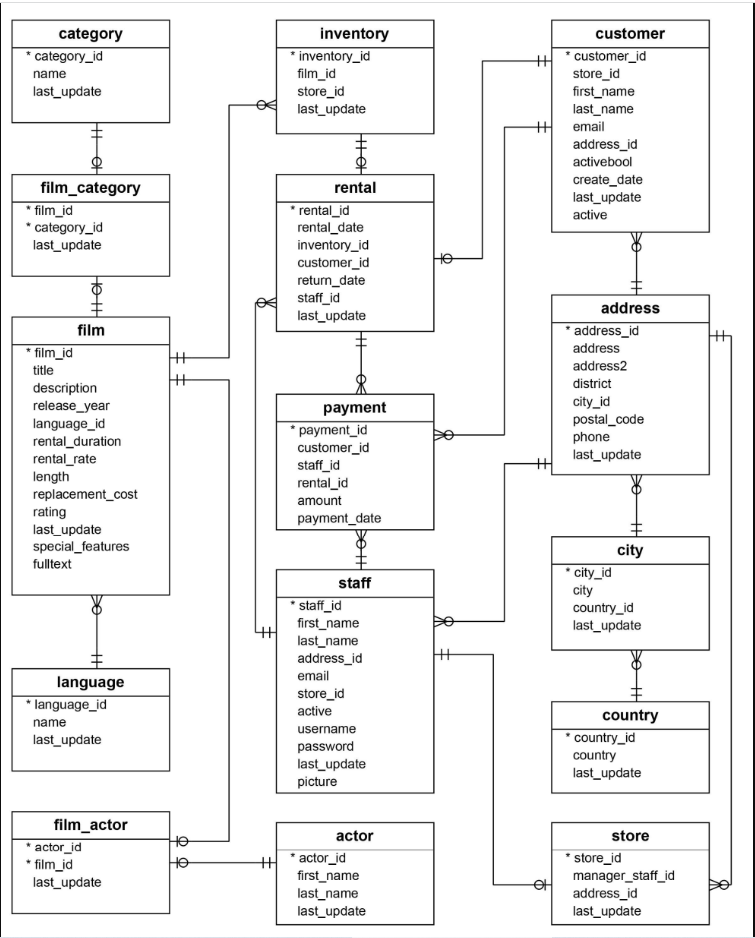 category
* category_id
name
last_update
film_category
* film_id
* category_id
last_update
film
* film_id
title
description
release_year
language_id
rental_duration
rental_rate
length
replacement_cost
rating
last_update
special_features
fulltext
language
* language_id
name
last_update
film_actor
* actor_id
* film_id
last_update
inventory
* inventory_id
film_id
store_id
last_update
rental
* rental_id
rental_date
inventory_id
customer_id
return_date
staff_id
last_update
payment
* payment_id
customer_id
staff_id
rental_id
amount
payment_date
staff
* staff_id
first_name
last_name
address_id
email
store_id
active
username
password
last_update
picture
actor
* actor_id
first_name
last_name
last_update
customer
* customer_id
store_id
first_name
last_name
email
address_id
activebool
create_date
last_update
active
address
* address_id
address
address2
district
city_id
postal_code
phone
last_update
city
* city_id
city
country_id
last_update
country
* country_id
country
last_update
store
* store_id
manager_staff_id
address_id
last_update